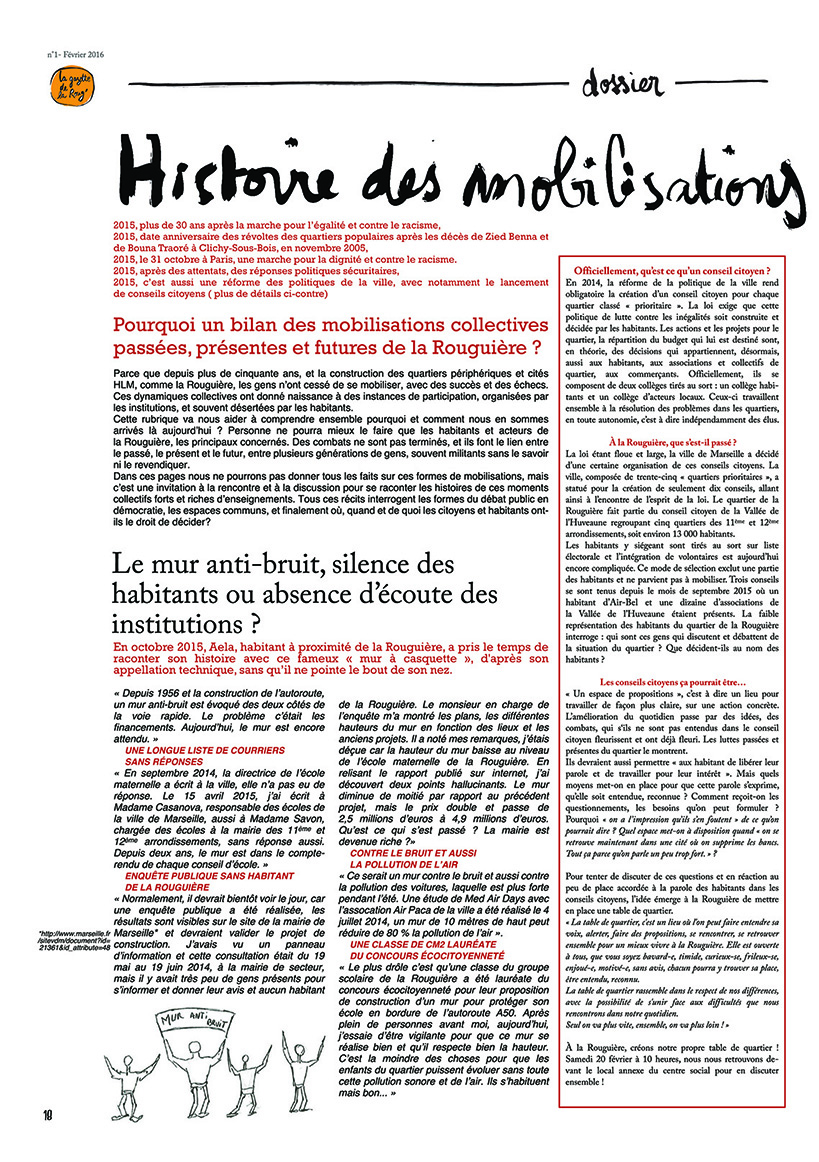 n°1- Février 2016
la gazette
de
la Roug'
dossier
Histoire des mobilisations
2015, plus de 30 ans après la marche pour l'égalité et contre le racisme,
2015, date anniversaire des révoltes des quartiers populaires après les décès de Zied Benna et
de Bouna Traoré à Clichy-Sous-Bois, en novembre 2005,
2015, le 31 octobre à Paris, une marche pour la dignité et contre le racisme.
2015, après des attentats, des réponses politiques sécuritaires,
2015, c'est aussi une réforme des politiques de la ville, avec notamment le lancement
de conseils citoyens ( plus de détails ci-contre)
Pourquoi un bilan des mobilisations collectives
passées, présentes et futures de la Rouguière ?
Parce que depuis plus de cinquante ans, et la construction des quartiers périphériques et cités
HLM, comme la Rouguière, les gens n'ont cessé de se mobiliser, avec des succès et des échecs.
Ces dynamiques collectives ont donné naissance à des instances de participation, organisées par
les institutions, et souvent désertées par les habitants.
Cette rubrique va nous aider à comprendre ensemble pourquoi et comment nous en sommes
arrivés là aujourd'hui ? Personne ne pourra mieux le faire que les habitants et acteurs de
la Rouguière, les principaux concernés. Des combats ne sont pas terminés, et ils font le lien entre
le passé, le présent et le futur, entre plusieurs générations de gens, souvent militants sans le savoir
ni le revendiquer.
Dans ces pages nous ne pourrons pas donner tous les faits sur ces formes de mobilisations, mais
c'est une invitation à la rencontre et à la discussion pour se raconter les histoires de ces moments
collectifs forts et riches d'enseignements. Tous ces récits interrogent les formes du débat public en
démocratie, les espaces communs, et finalement où, quand et de quoi les citoyens et habitants ont-
ils le droit de décider?
Le mur anti-bruit, silence des
habitants ou absence d'écoute des
institutions ?
En octobre 2015, Aela, habitant à proximité de la Rouguière, a pris le temps de
raconter son histoire avec ce fameux « mur à casquette », d'après son
appellation technique, sans qu'il ne pointe le bout de son nez.
« Depuis 1956 et la construction de l'autoroute,
un mur anti-bruit est évoqué des deux côtés de
la voie rapide. Le problème c'était les
financements. Aujourd'hui, le mur est encore
attendu. »
UNE LONGUE LISTE DE COURRIERS
SANS RÉPONSES
« En septembre 2014, la directrice de l'école
maternelle a écrit à la ville, elle n'a pas eu de
réponse. Le 15 avril 2015, j'ai écrit à
Madame Casanova, responsable des écoles de
la ville de Marseille, aussi à Madame Savon,
chargée des écoles à la mairie des 11ème et
12ème arrondissements, sans réponse aussi.
Depuis deux ans, le mur est dans le compte-
rendu de chaque conseil d'école. »
ENQUÊTE PUBLIQUE SANS HABITANT
DE LA ROUGUIÈRE
« Normalement, il devrait bientôt voir le jour, car
une enquête publique a été réalisée, les
résultats sont visibles sur le site de la mairie de
Marseille* et devraient valider le projet de
construction. J'avais vu un panneau
d'information et cette consultation était du 19
mai au 19 juin 2014, à la mairie de secteur,
mais il y avait très peu de gens présents pour
s'informer et donner leur avis et aucun habitant
*http://www.marseille.fr
/sitevdm/document?id=
213618&id_attribute=48
MUR ANTI
BRUIT
de la Rouguière. Le monsieur en charge de
l'enquête m'a montré les plans, les différentes
hauteurs du mur en fonction des lieux et les
anciens projets. Il a noté mes remarques, j'étais
déçue car la hauteur du mur baisse au niveau
de l'école maternelle de la Rouguière. En
relisant le rapport publié sur internet, j'ai
découvert deux points hallucinants. Le mur
diminue de moitié par rapport au précédent
projet, mais le prix double et passe de
2,5 millions d'euros à 4,9 millions d'euros.
Qu'est ce qui s'est passé ? La mairie est
devenue riche ?»
CONTRE LE BRUIT ET AUSSI
LA POLLUTION DE L'AIR
« Ce serait un mur contre le bruit et aussi contre
la pollution des voitures, laquelle est plus forte
pendant l'été. Une étude de Med Air Days avec
l'assocation Air Paca de la ville a été réalisé le 4
juillet 2014, un mur de 10 mètres de haut peut
réduire de 80 % la pollution de l'air ».
UNE CLASSE DE CM2 LAURÉATE
DU CONCOURS ÉCOCITOYENNETÉ
« Le plus drôle c'est qu'une classe du groupe
scolaire de la Rouguière a été lauréate du
concours écocitoyenneté pour leur proposition
de construction d'un mur pour protéger son
école en bordure de l'autoroute A50. Après
plein de personnes avant moi, aujourd'hui,
j'essaie d'être vigilante pour que ce mur se
réalise bien et qu'il respecte bien la hauteur.
C'est la moindre des choses pour que les
enfants du quartier puissent évoluer sans toute
cette pollution sonore et de l'air. Ils s'habituent
mais bon... »
Officiellement, qu'est ce qu'un conseil citoyen ?
En 2014, la réforme de la politique de la ville rend
obligatoire la création d'un conseil citoyen pour chaque
quartier classé « prioritaire ». La loi exige que cette
politique de lutte contre les inégalités soit construite et
décidée par les habitants. Les actions et les projets pour le
quartier, la répartition du budget qui lui est destiné sont,
en théorie, des décisions qui appartiennent, désormais,
aussi aux habitants, aux associations et collectifs de
quartier, aux commerçants. Officiellement, ils se
composent de deux collèges tirés au sort : un collège habi-
tants et un collège d'acteurs locaux. Ceux-ci travaillent
ensemble à la résolution des problèmes dans les quartiers,
en toute autonomie, c'est à dire indépendamment des élus.
À la Rouguière, que s'est-il passé ?
La loi étant floue et large, la ville de Marseille a décidé
d'une certaine organisation de ces conseils citoyens. La
ville, composée de trente-cinq « quartiers prioritaires », a
statué pour la création de seulement dix conseils, allant
ainsi à l'encontre de l'esprit de la loi. Le quartier de la
Rouguière fait partie du conseil citoyen de la Vallée de
l'Huveaune regroupant cinq quartiers des 11ème et 12ème
arrondissements, soit environ 13 000 habitants.
Les habitants y siégeant sont tirés au sort sur liste
électorale et l'intégration de volontaires est aujourd'hui
encore compliquée. Ce mode de sélection exclut une partie
des habitants et ne parvient pas à mobiliser. Trois conseils
se sont tenus depuis le mois de septembre 2015 où un
habitant d'Air-Bel et une dizaine d'associations de
la Vallée de l'Huveaune étaient présents. La faible
représentation des habitants du quartier de la Rouguière
interroge : qui sont ces gens qui discutent et débattent de
la situation du quartier ? Que décident-ils au nom des
habitants ?
Les conseils citoyens ça pourrait être...
« Un espace de propositions », c'est à dire un lieu pour
travailler de façon plus claire, sur une action concrète.
L'amélioration du quotidien passe par des idées, des
combats, qui s'ils ne sont pas entendus dans le conseil
citoyen fleurissent et ont déjà fleuri. Les luttes passées et
présentes du quartier le montrent.
Ils devraient aussi permettre « aux habitant de libérer leur
parole et de travailler pour leur intérêt ». Mais quels
moyens met-on en place pour que cette parole s'exprime,
qu'elle soit entendue, reconnue ? Comment reçoit-on les
questionnements, les besoins qu'on peut formuler ?
Pourquoi « on a l'impression qu'ils s'en foutent » de ce qu'on
pourrait dire ? Quel espace met-on à disposition quand « on se
retrouve maintenant dans une cité où on supprime les bancs.
Tout ça parce qu'on parle un peu trop fort. » ?
Pour tenter de discuter de ces questions et en réaction au
peu de place accordée à la parole des habitants dans les
conseils citoyens, l'idée émerge à la Rouguière de mettre
en place une table de quartier.
« La table de quartier, c'est un lieu où l'on peut faire entendre sa
voix, alerter, faire des propositions, se rencontrer, se retrouver
ensemble pour un mieux vivre à la Rouguière. Elle est ouverte
à tous, que vous soyez bavard-e, timide, curieux-se, frileux-se,
enjoué-e, motivé-e, sans avis, chacun pourra y trouver sa place,
être entendu, reconnu.
La table de quartier rassemble dans le respect de nos différences,
avec la possibilité de s'unir face aux difficultés que nous
rencontrons dans notre quotidien.
Seul on va plus vite, ensemble, on va plus loin ! »
À la Rouguière, créons notre propre table de quartier !
Samedi 20 février à 10 heures, nous nous retrouvons de-
vant le local annexe du centre social pour en discuter
ensemble !
10